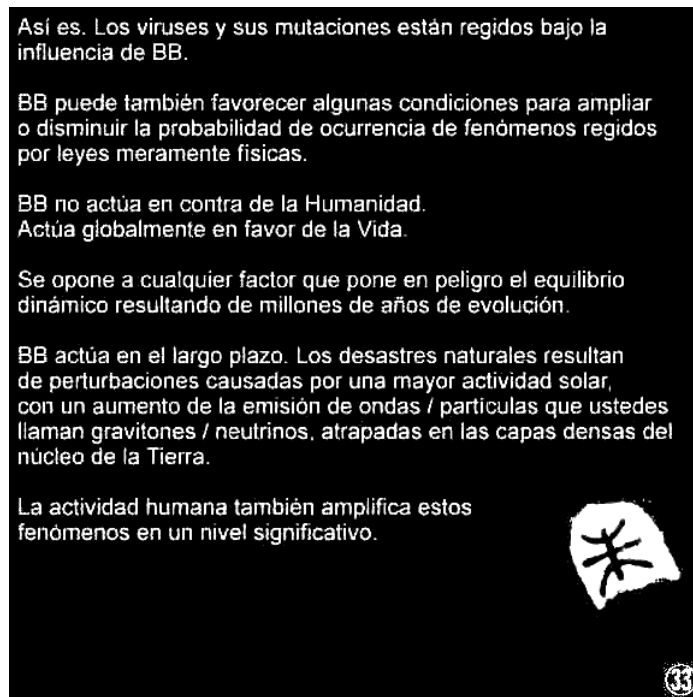 Así es. Los viruses y sus mutaciones están regidos bajo la
influencia de BB.
BB puede también favorecer algunas condiciones para ampliar
o disminuir la probabilidad de ocurrencia de fenómenos regidos
por leyes meramente físicas.
BB no actúa en contra de la Humanidad.
Actúa globalmente en favor de la Vida.
Se opone a cualquier factor que pone en peligro el equilibrio
dinámico resultando de millones de años de evolución.
BB actúa en el largo plazo. Los desastres naturales resultan
de perturbaciones causadas por una mayor actividad solar,
con un aumento de la emisión de ondas / partículas que ustedes
llaman gravitones / neutrinos, atrapadas en las capas densas del
núcleo de la Tierra.
La actividad humana también amplifica estos
fenómenos en un nivel significativo.
33